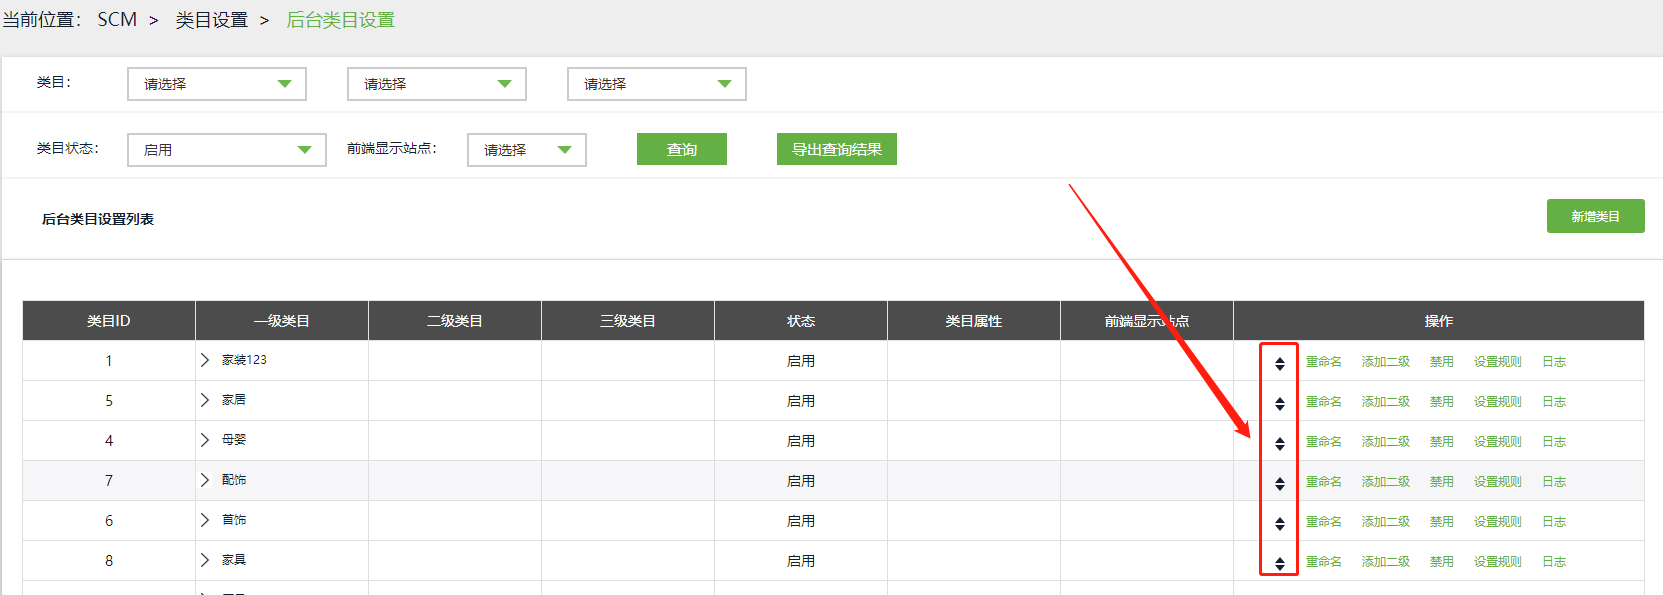 当前位置： SCM > 类目设置 > 后台类目设置
类目： 请选择 请选择 请选择
类目状态： 启用 前端显示站点： 请选择 查询 导出查询结果
后台类目设置列表 新增类目
类目ID 一级类目 二级类目 三级类目 状态 类目属性 前端显示站点 操作
1 家装123 启用 重命名 添加二级 禁用 设置规则 日志
5 家居 启用 重命名 添加二级 禁用 设置规则 日志
4 母婴 启用 重命名 添加二级 禁用 设置规则 日志
7 配饰 启用 重命名 添加二级 禁用 设置规则 日志
6 首饰 启用 重命名 添加二级 禁用 设置规则 日志
8 家具 启用 重命名 添加二级 禁用 设置规则 日志